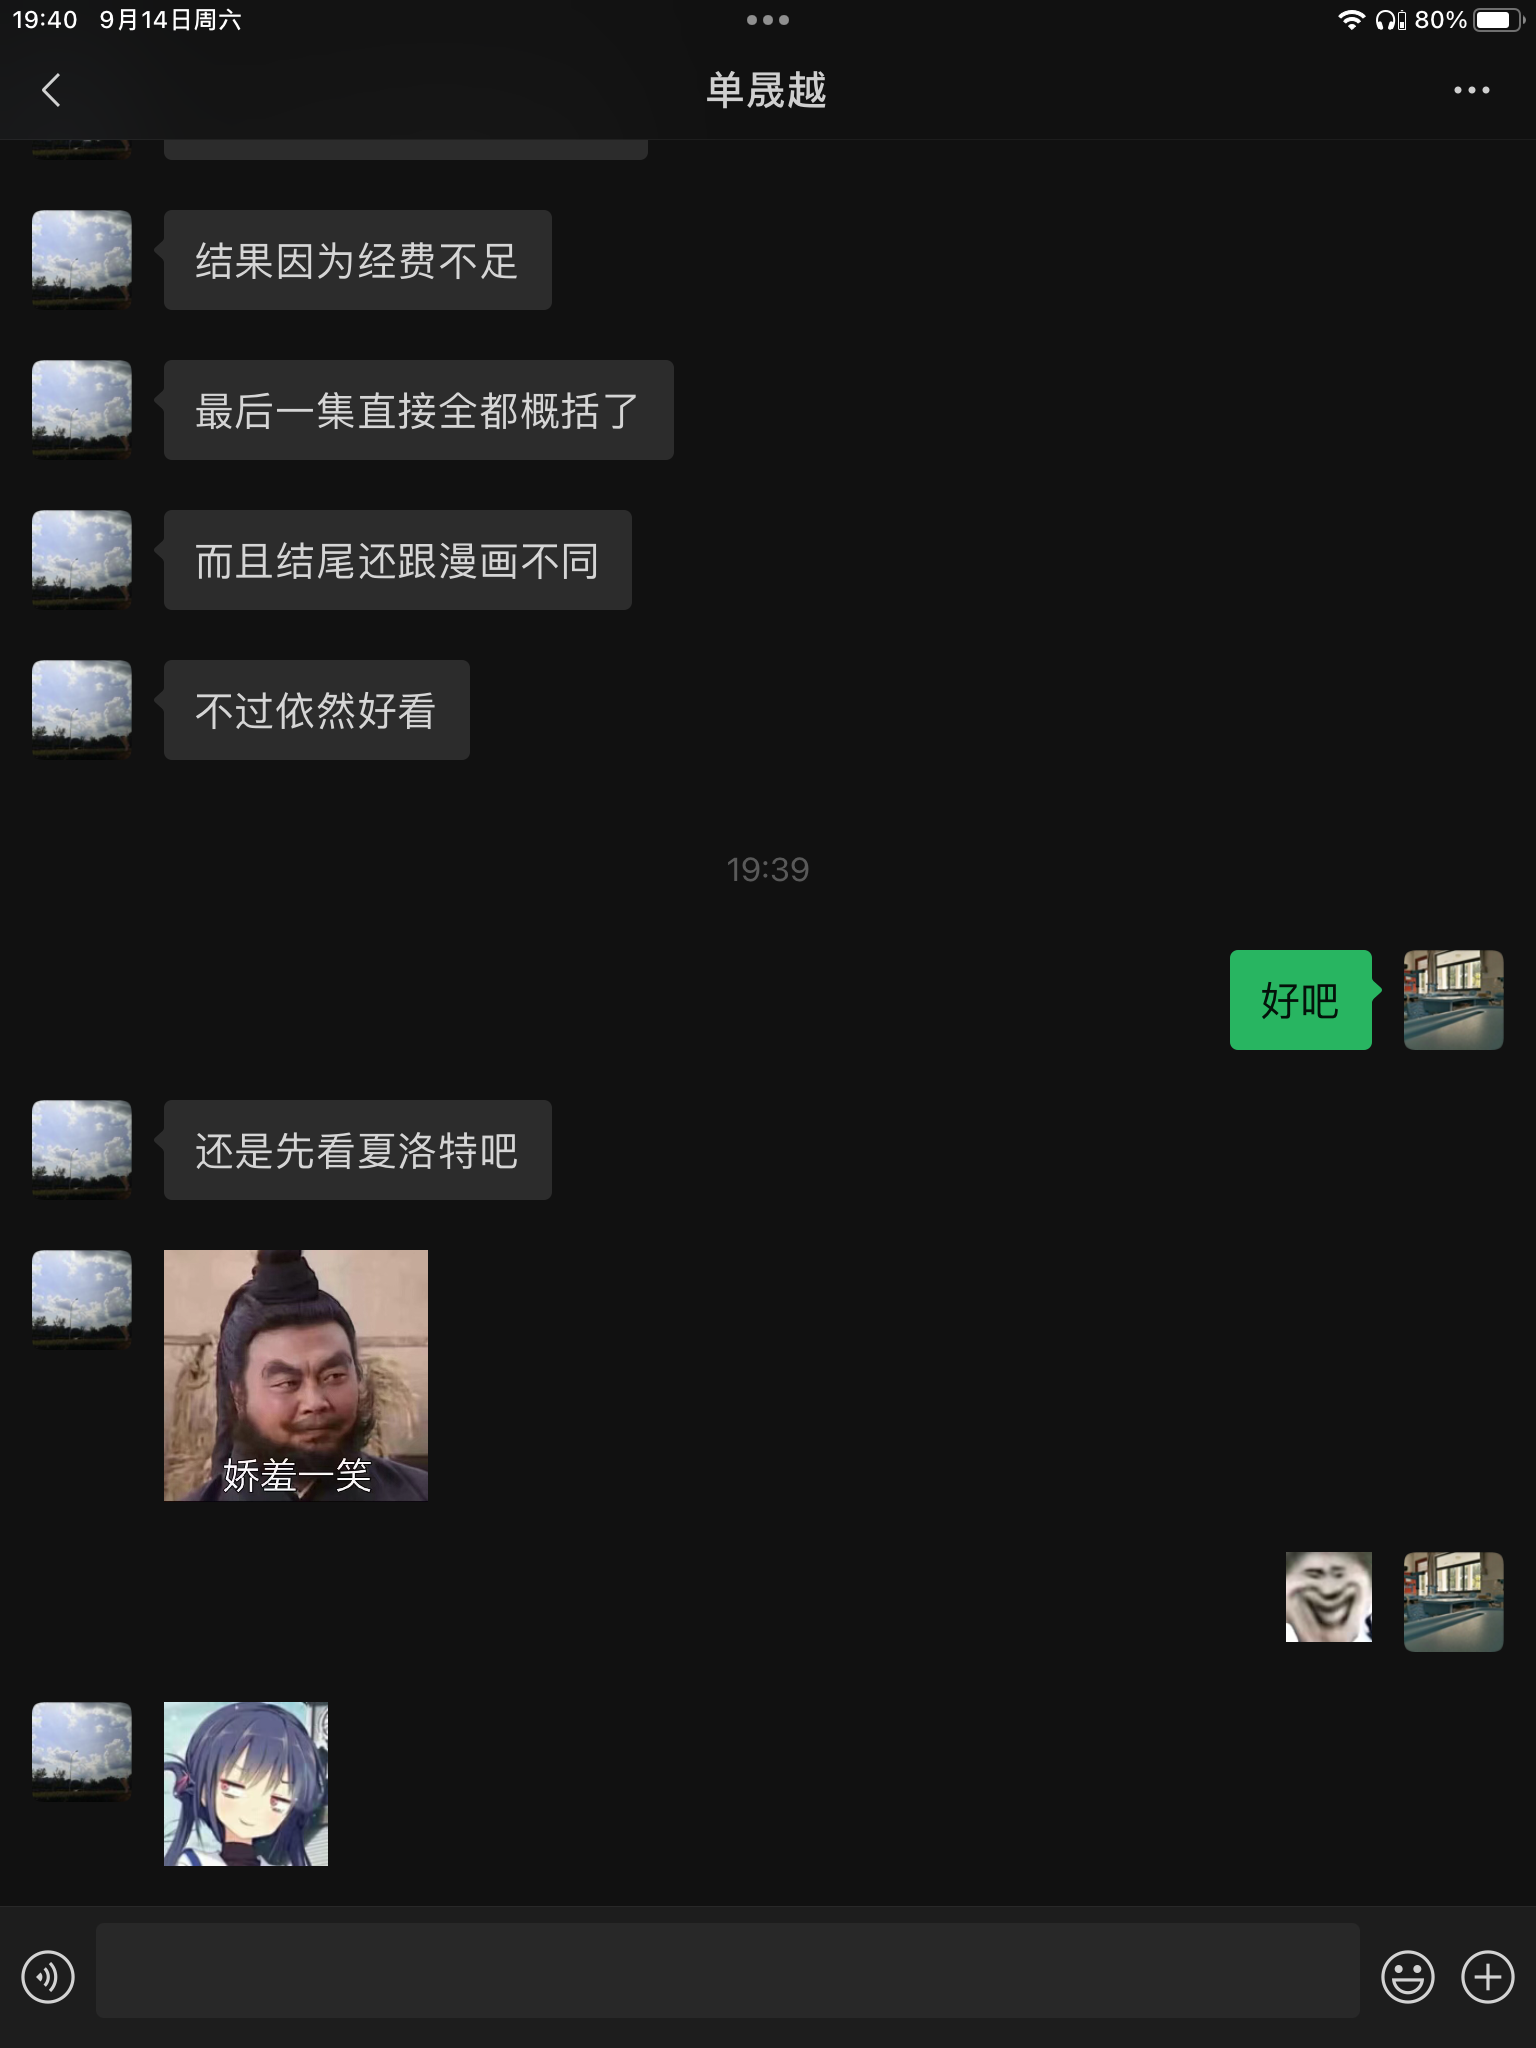 19:40 9月14日周六
80%
单晟越
结果因为经费不足
最后一集直接全都概括了
而且结尾还跟漫画不同
不过依然好看
19:39
好吧
还是先看夏洛特吧
娇羞一笑